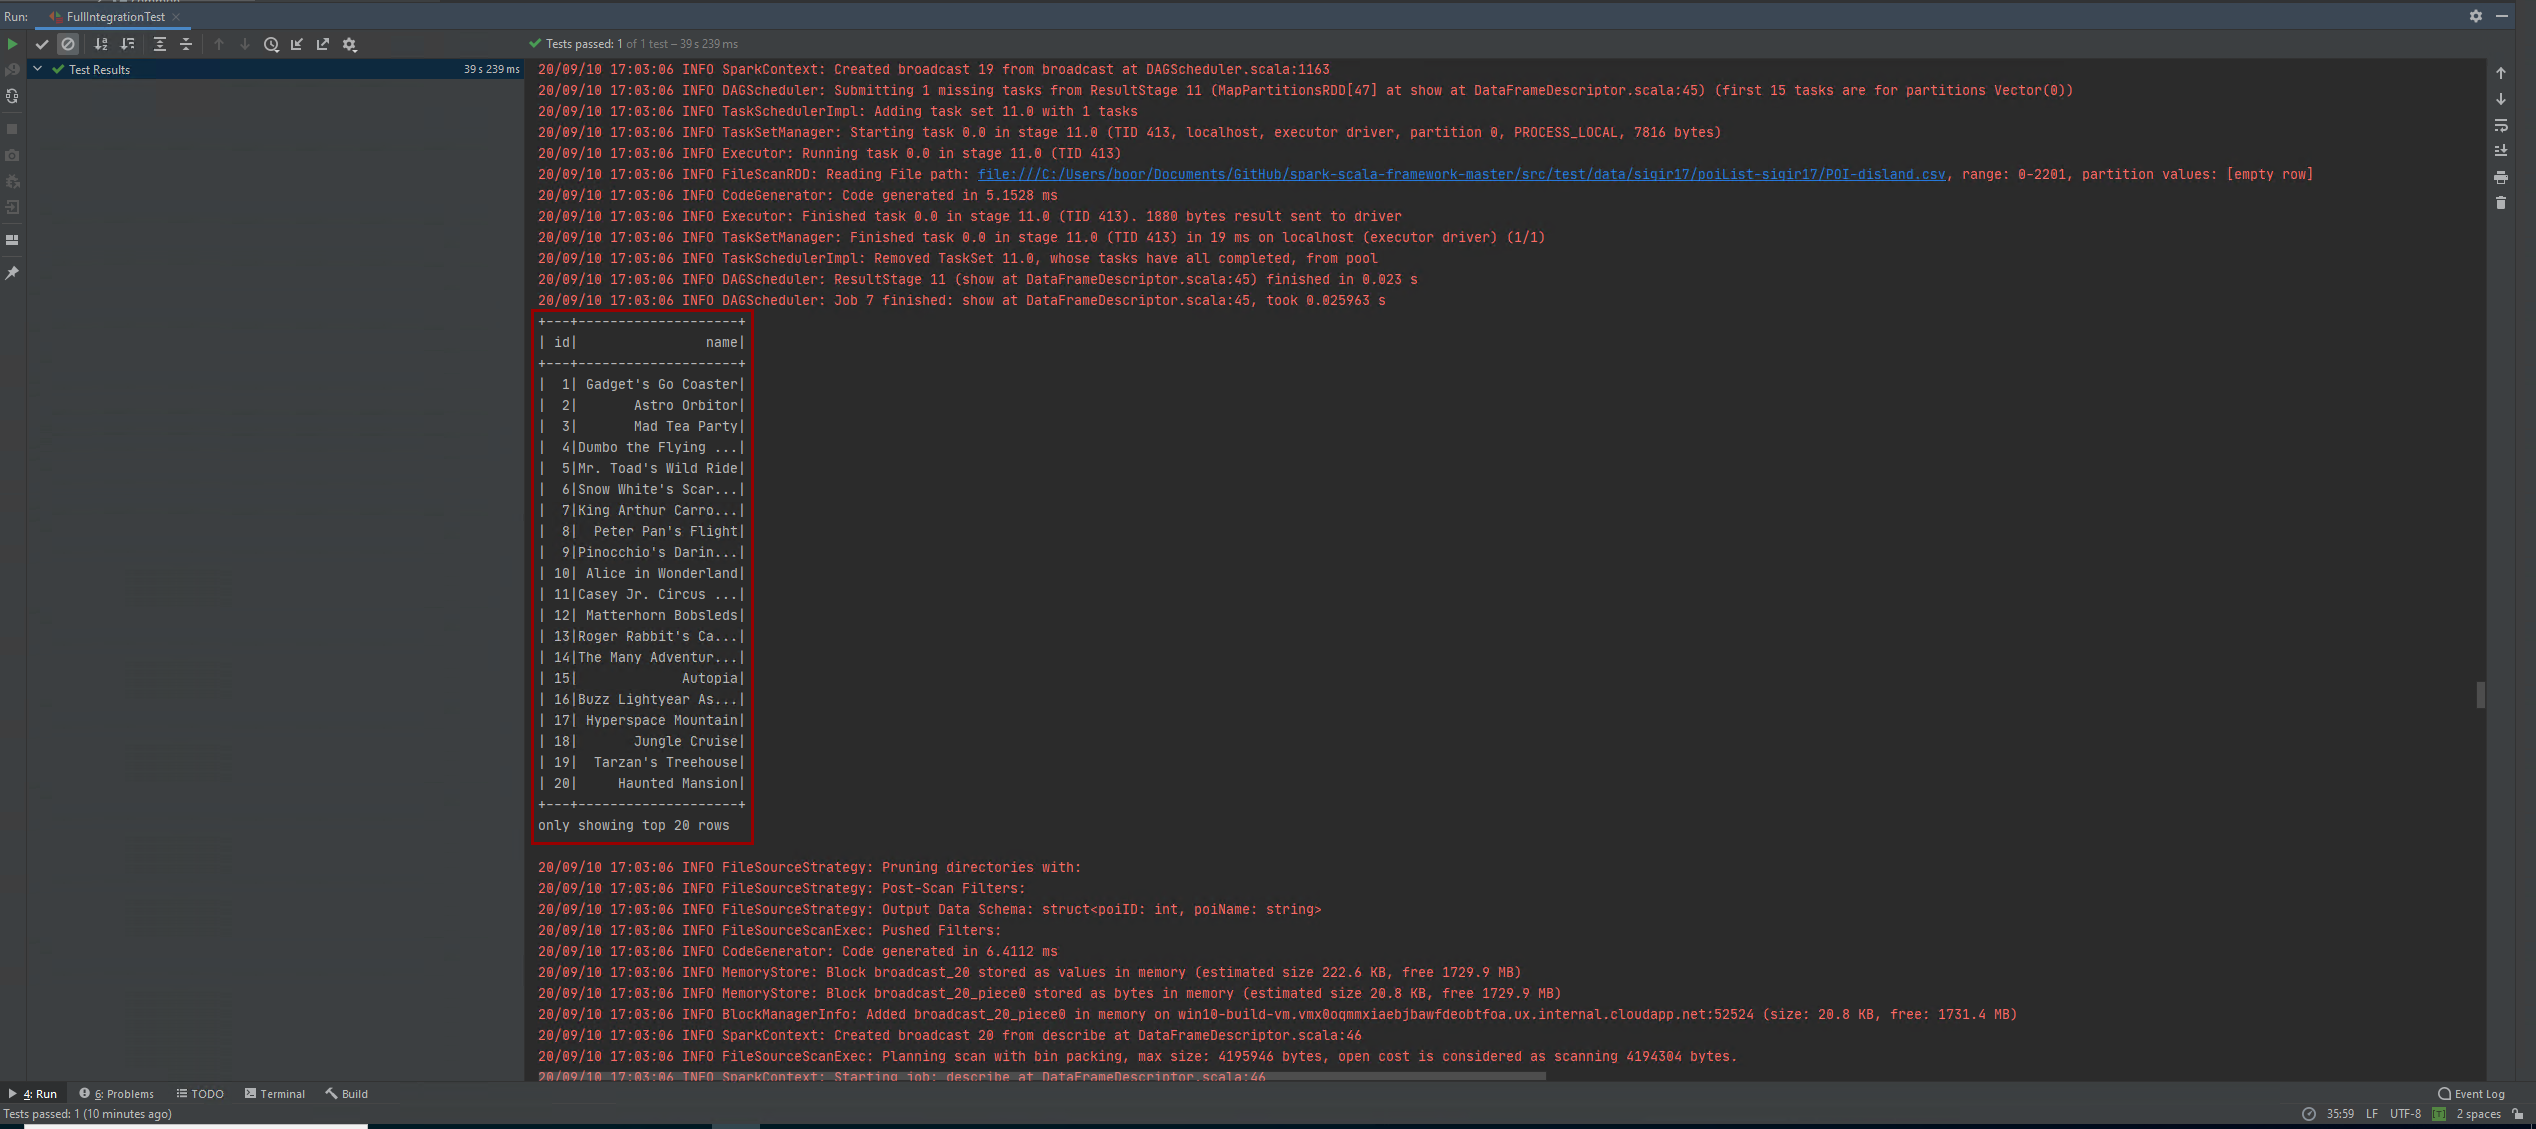 Run: FullIntegrationTest
Tests passed: 1 of 1 test – 39 s 239 ms
Test Results 39 s 239 ms
20/09/10 17:03:06 INFO SparkContext: Created broadcast 19 from broadcast at DAGScheduler.scala:1163
20/09/10 17:03:06 INFO DAGScheduler: Submitting 1 missing tasks from ResultStage 11 (MapPartitionsRDD[47] at show at DataFrameDescriptor.scala:45) (first 15 tasks are for partitions Vector(0))
20/09/10 17:03:06 INFO TaskSchedulerImpl: Adding task set 11.0 with 1 tasks
20/09/10 17:03:06 INFO TaskSetManager: Starting task 0.0 in stage 11.0 (TID 413, localhost, executor driver, partition 0, PROCESS_LOCAL, 7816 bytes)
20/09/10 17:03:06 INFO Executor: Running task 0.0 in stage 11.0 (TID 413)
20/09/10 17:03:06 INFO FileScanRDD: Reading File path: file:///C:/Users/boor/Documents/GitHub/spark-scala-framework-master/src/test/data/sigir17/poiList-sigir17/POI-disland.csv, range: 0-2201, partition values: [empty row]
20/09/10 17:03:06 INFO CodeGenerator: Code generated in 5.1528 ms
20/09/10 17:03:06 INFO Executor: Finished task 0.0 in stage 11.0 (TID 413). 1880 bytes result sent to driver
20/09/10 17:03:06 INFO TaskSetManager: Finished task 0.0 in stage 11.0 (TID 413) in 19 ms on localhost (executor driver) (1/1)
20/09/10 17:03:06 INFO TaskSchedulerImpl: Removed TaskSet 11.0, whose tasks have all completed, from pool
20/09/10 17:03:06 INFO DAGScheduler: ResultStage 11 (show at DataFrameDescriptor.scala:45) finished in 0.023 s
20/09/10 17:03:06 INFO DAGScheduler: Job 7 finished: show at DataFrameDescriptor.scala:45, took 0.025963 s
+---+--------------------+
| id|                name|
+---+--------------------+
|  1| Gadget's Go Coaster|
|  2|       Astro Orbitor|
|  3|       Mad Tea Party|
|  4|Dumbo the Flying ...|
|  5|Mr. Toad's Wild Ride|
|  6|Snow White's Scar...|
|  7|King Arthur Carro...|
|  8|  Peter Pan's Flight|
|  9|Pinocchio's Darin...|
| 10| Alice in Wonderland|
| 11|Casey Jr. Circus ...|
| 12| Matterhorn Bobsleds|
| 13|Roger Rabbit's Ca...|
| 14|The Many Adventur...|
| 15|             Autopia|
| 16|Buzz Lightyear As...|
| 17| Hyperspace Mountain|
| 18|       Jungle Cruise|
| 19|  Tarzan's Treehouse|
| 20|     Haunted Mansion|
+---+--------------------+
only showing top 20 rows
20/09/10 17:03:06 INFO FileSourceStrategy: Pruning directories with:
20/09/10 17:03:06 INFO FileSourceStrategy: Post-Scan Filters:
20/09/10 17:03:06 INFO FileSourceStrategy: Output Data Schema: struct<poiID: int, poiName: string>
20/09/10 17:03:06 INFO FileSourceScanExec: Pushed Filters:
20/09/10 17:03:06 INFO CodeGenerator: Code generated in 6.4112 ms
20/09/10 17:03:06 INFO MemoryStore: Block broadcast_20 stored as values in memory (estimated size 222.6 KB, free 1729.9 MB)
20/09/10 17:03:06 INFO MemoryStore: Block broadcast_20_piece0 stored as bytes in memory (estimated size 20.8 KB, free 1729.9 MB)
20/09/10 17:03:06 INFO BlockManagerInfo: Added broadcast_20_piece0 in memory on win10-build-vm.vmx0oqmmxiaebjbawfdeobtfoa.ux.internal.cloudapp.net:52524 (size: 20.8 KB, free: 1731.4 MB)
20/09/10 17:03:06 INFO SparkContext: Created broadcast 20 from describe at DataFrameDescriptor.scala:46
20/09/10 17:03:06 INFO FileSourceScanExec: Planning scan with bin packing, max size: 4195946 bytes, open cost is considered as scanning 4194304 bytes.
20/09/10 17:03:06 INFO SparkContext: Starting job: describe at DataFrameDescriptor.scala:46
4: Run 6: Problems TODO Terminal Build Event Log
Tests passed: 1 (10 minutes ago) 35:59 LF UTF-8 2 spaces